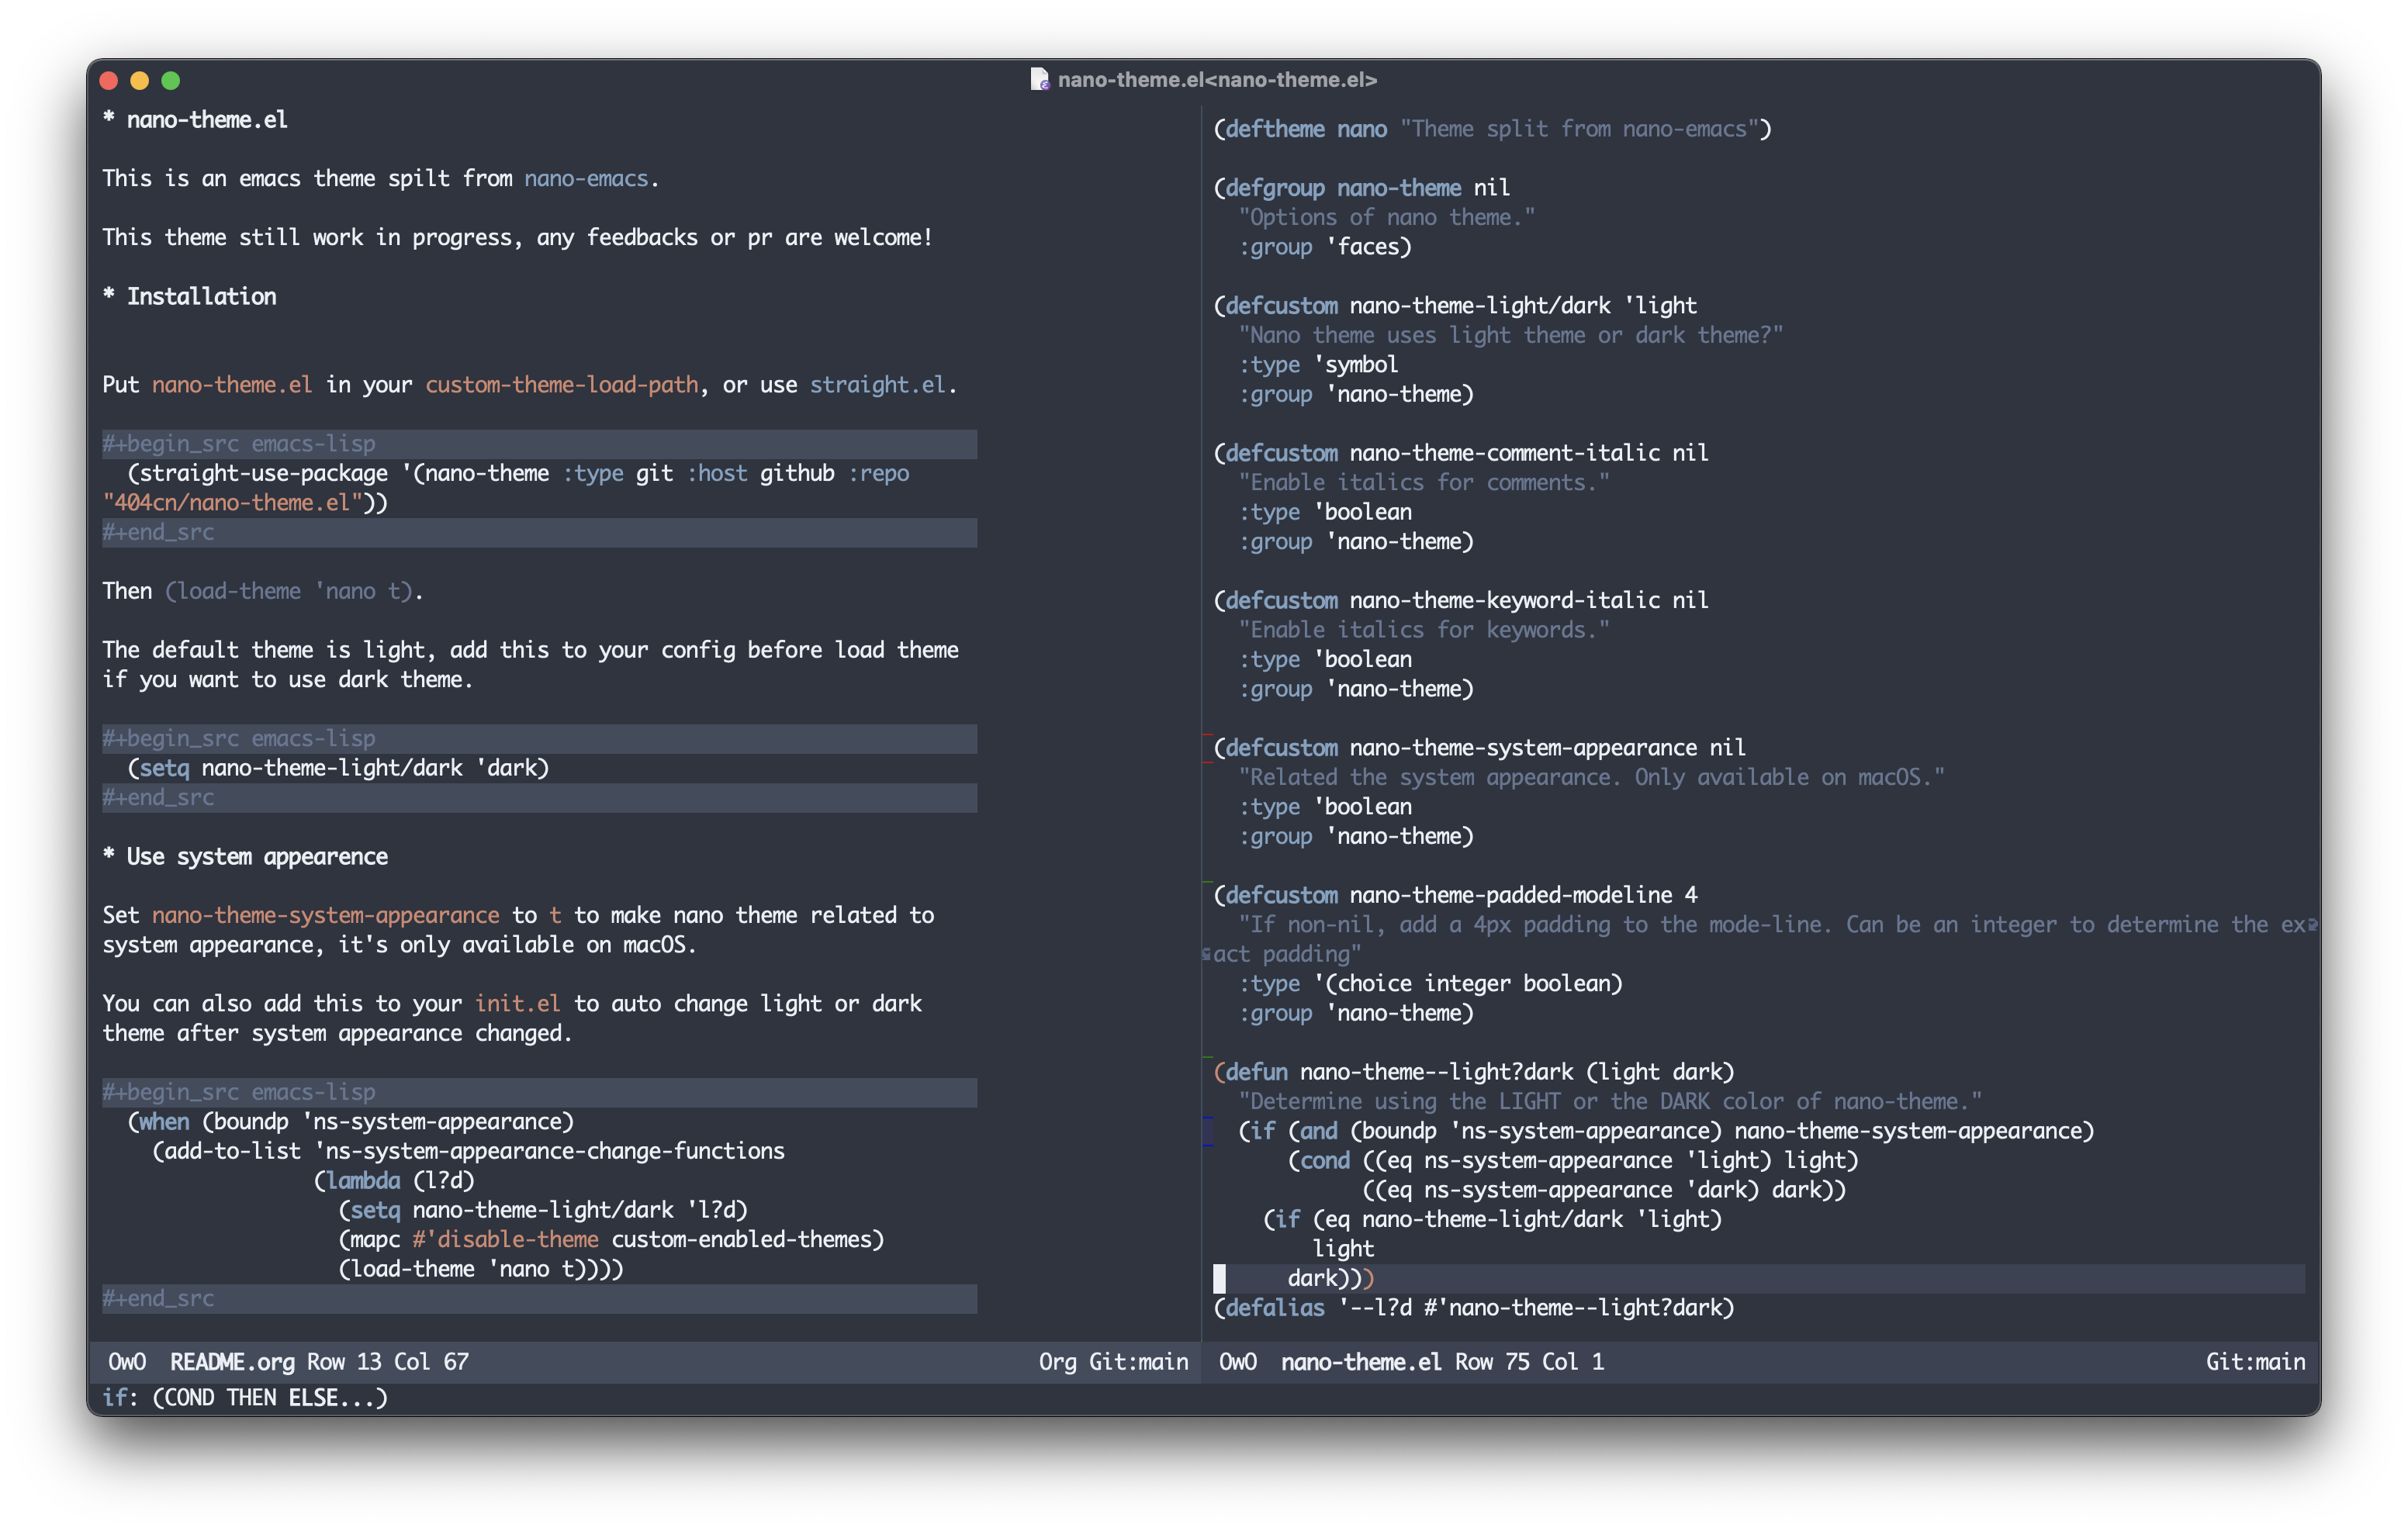 nano-theme.el<nano-theme.el>
* nano-theme.el
This is an emacs theme spilt from nano-emacs.
This theme still work in progress, any feedbacks or pr are welcome!
* Installation
Put nano-theme.el in your custom-theme-load-path, or use straight.el.
#+begin_src emacs-lisp
(straight-use-package '(nano-theme :type git :host github :repo
"404cn/nano-theme.el"))
#+end_src
Then (load-theme 'nano t).
The default theme is light, add this to your config before load theme
if you want to use dark theme.
#+begin_src emacs-lisp
(setq nano-theme-light/dark 'dark)
#+end_src
* Use system appearence
Set nano-theme-system-appearance to t to make nano theme related to
system appearance, it's only available on macOS.
You can also add this to your init.el to auto change light or dark
theme after system appearance changed.
#+begin_src emacs-lisp
(when (boundp 'ns-system-appearance)
(add-to-list 'ns-system-appearance-change-functions
(lambda (l?d)
(setq nano-theme-light/dark 'l?d)
(mapc #'disable-theme custom-enabled-themes)
(load-theme 'nano t))))
#+end_src
OwO README.org Row 13 Col 67 Org Git:main
(deftheme nano "Theme split from nano-emacs")
(defgroup nano-theme nil
"Options of nano theme."
:group 'faces)
(defcustom nano-theme-light/dark 'light
"Nano theme uses light theme or dark theme?"
:type 'symbol
:group 'nano-theme)
(defcustom nano-theme-comment-italic nil
"Enable italics for comments."
:type 'boolean
:group 'nano-theme)
(defcustom nano-theme-keyword-italic nil
"Enable italics for keywords."
:type 'boolean
:group 'nano-theme)
(defcustom nano-theme-system-appearance nil
"Related the system appearance. Only available on macOS."
:type 'boolean
:group 'nano-theme)
(defcustom nano-theme-padded-modeline 4
"If non-nil, add a 4px padding to the mode-line. Can be an integer to determine the ex
act padding"
:type '(choice integer boolean)
:group 'nano-theme)
(defun nano-theme--light?dark (light dark)
"Determine using the LIGHT or the DARK color of nano-theme."
(if (and (boundp 'ns-system-appearance) nano-theme-system-appearance)
(cond ((eq ns-system-appearance 'light) light)
((eq ns-system-appearance 'dark) dark))
(if (eq nano-theme-light/dark 'light)
light
dark)))
(defalias '--l?d #'nano-theme--light?dark)
OwO nano-theme.el Row 75 Col 1 Git:main
if: (COND THEN ELSE...)